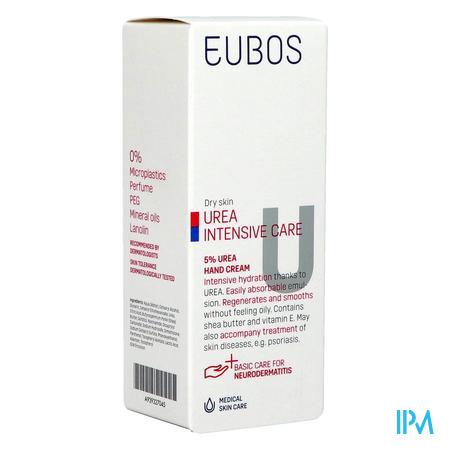 EUBOS
0%
Microplastics
Perfume
PEG
Mineral oils
Lanolin
RECOMMENDED BY
DERMATOLOGISTS
SKIN TOLERANCE
DERMATOLOGICALLY TESTED
Dry skin
UREA
INTENSIVE CARE
U
5% UREA
HAND CREAM
Intensive hydration thanks to
UREA. Easily absorbable emul-
sion. Regenerates and smooths
without feeling oily. Contains
shea butter and vitamin E. May
also accompany treatment of
skin diseases, e.g. psoriasis.
BASIC CARE FOR
NEURODERMATITIS
MEDICAL
SKIN CARE
IPM